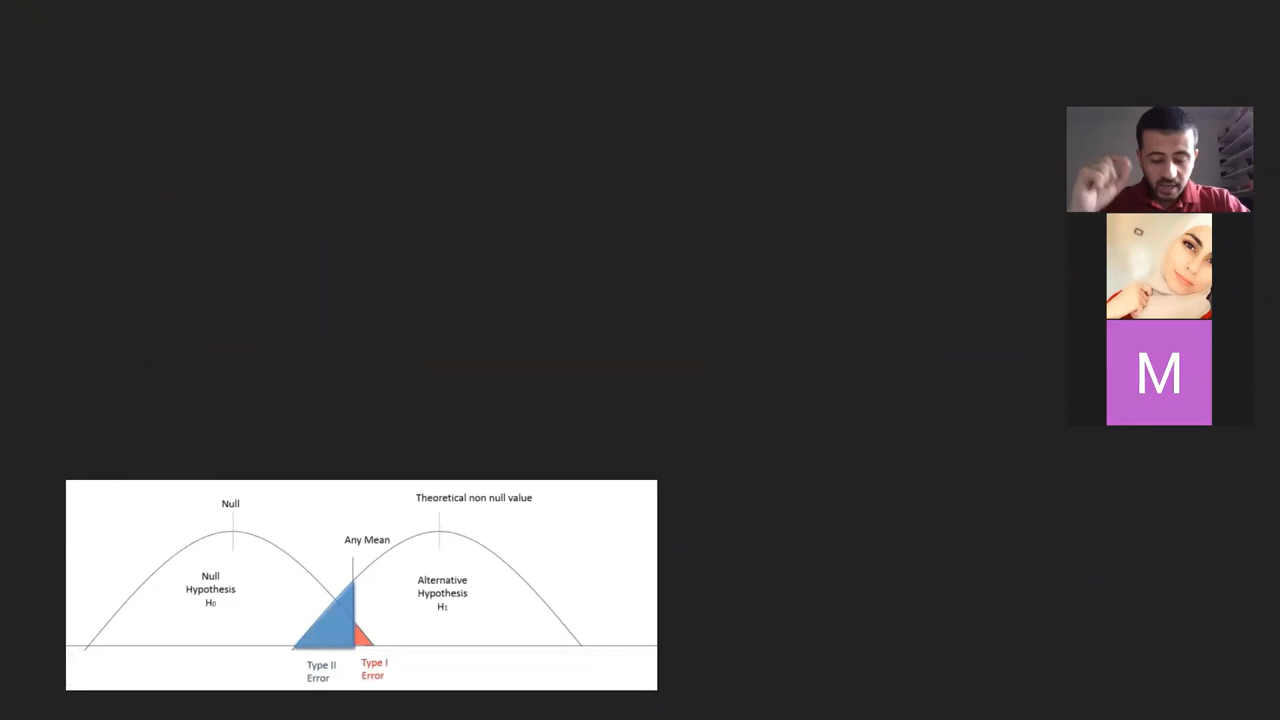 M
Null
Theoretical non null value
Any Mean
Null
Hypothesis
H0
Alternative
Hypothesis
H1
Type II
Error
Type I
Error